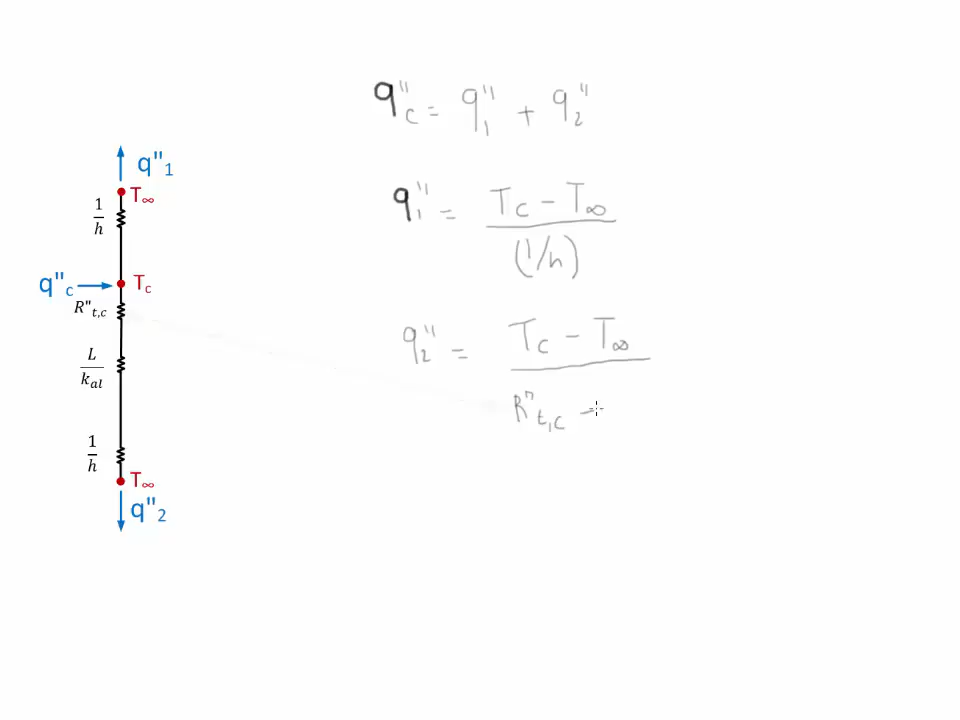 q"c = q"1 + q"2
q"1
T∞
1
h
q"1 = Tc - T∞
(1/h)
q"c
Tc
R"t,c
q"2 = Tc - T∞
L
kal
R"t,c -
1
h
T∞
q"2